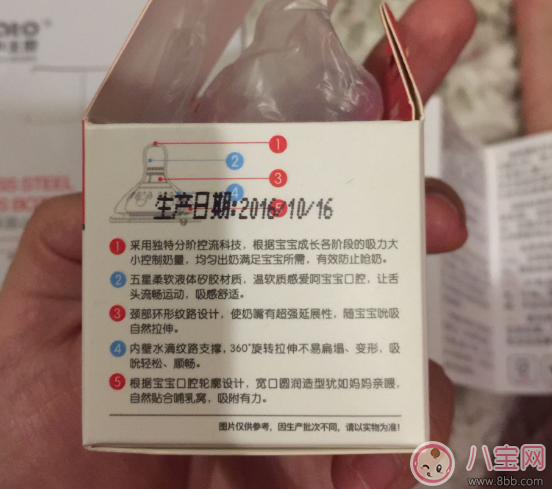 1
2
3
4
5
生产日期:2016/10/16
1 采用独特分阶控流科技，根据宝宝成长各阶段的吸力大
小控制奶量，均匀出奶满足宝宝所需，有效防止呛奶。
2 五星柔软液体矽胶材质，温软质感爱阿宝宝口腔，让舌
头流畅运动，吸感舒适。
3 颈部环形纹路设计，使奶嘴有超强延展性，随宝宝吮吸
自然拉伸。
4 内壁水滴纹路支撑，360°旋转拉伸不易扁塌、变形，吸
吮轻松、顺畅。
5 根据宝宝口腔轮廓设计，宽口圆润造型犹如妈妈亲喂，
自然贴合哺乳窝，吸附有力。
图片仅供参考，因生产批次不同，请以实物为准！
八宝网
www.8bb.com